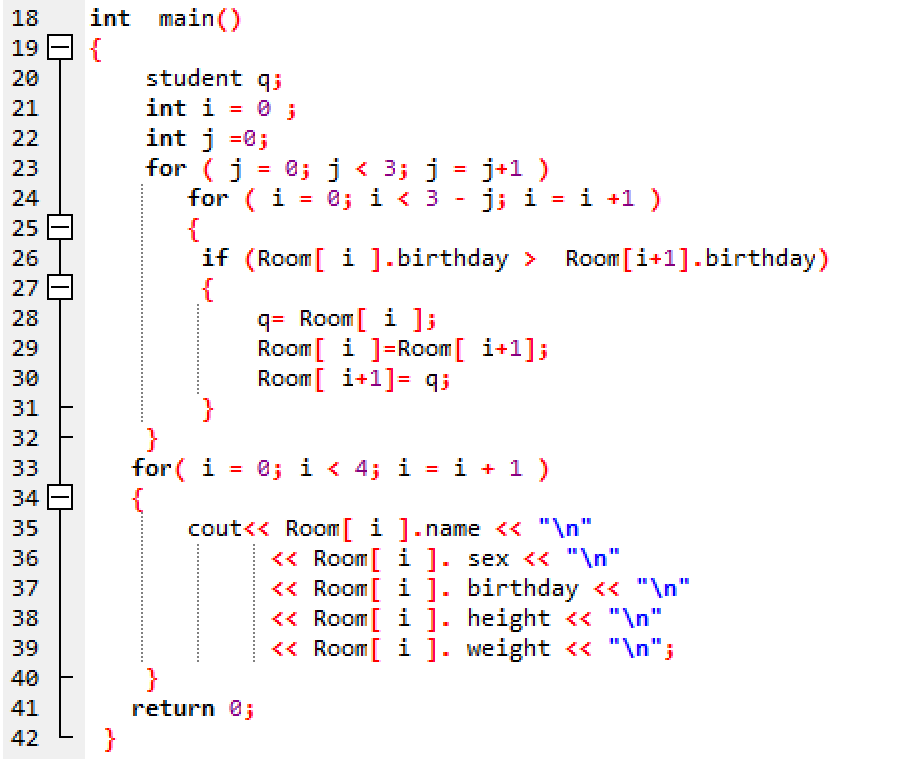 18 int  main()
19 {
20 student q;
21 int i = 0 ;
22 int j =0;
23 for ( j = 0; j < 3; j = j+1 )
24 for ( i = 0; i < 3 - j; i = i +1 )
25 {
26 if (Room[ i ].birthday >  Room[i+1].birthday)
27 {
28 q= Room[ i ];
29 Room[ i ]=Room[ i+1];
30 Room[ i+1]= q;
31 }
32 }
33 for( i = 0; i < 4; i = i + 1 )
34 {
35 cout<< Room[ i ].name << "\n"
36 << Room[ i ]. sex << "\n"
37 << Room[ i ]. birthday << "\n"
38 << Room[ i ]. height << "\n"
39 << Room[ i ]. weight << "\n";
40 }
41 return 0;
42 }